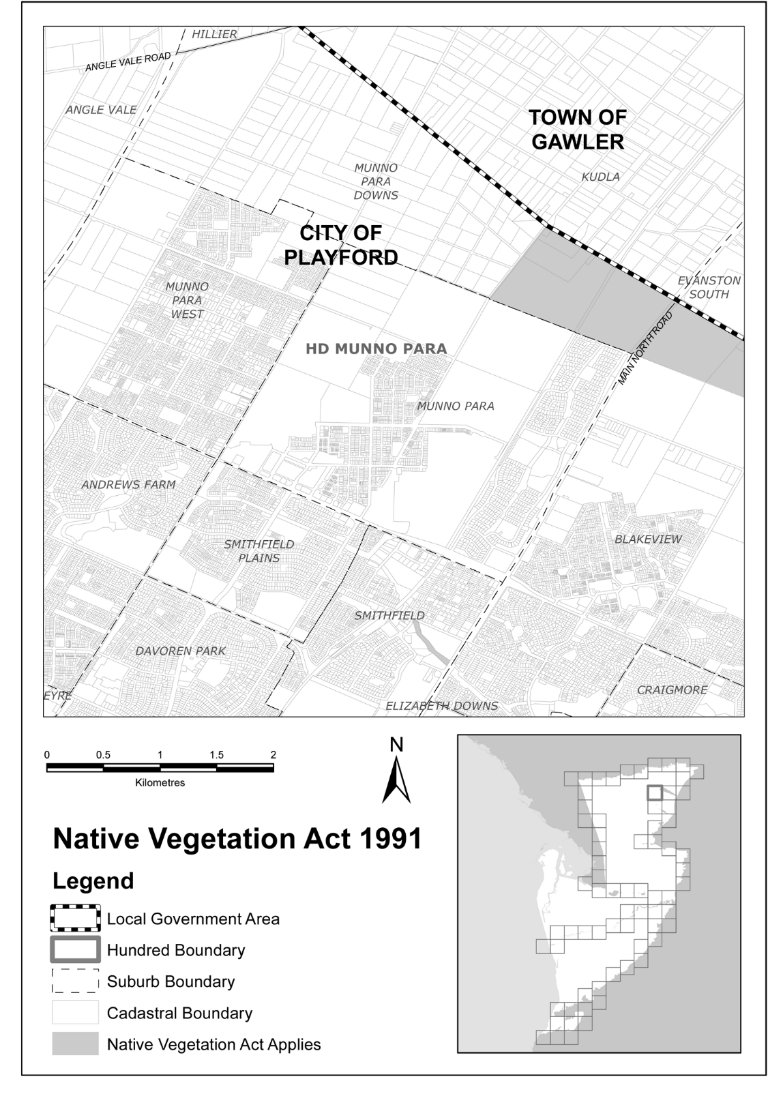 HILLIER
ANGLE VALE ROAD
ANGLE VALE
TOWN OF
GAWLER
KUDLA
MUNNO
PARA
DOWNS
CITY OF
PLAYFORD
EVANSTON
SOUTH
MUNNO
PARA
WEST
MAIN NORTH ROAD
HD MUNNO PARA
MUNNO PARA
ANDREWS FARM
SMITHFIELD
PLAINS
BLAKEVIEW
SMITHFIELD
DAVOREN PARK
CRAIGMORE
EYRE
ELIZABETH DOWNS
0 0.5 1 1.5 2
Kilometres
N
Native Vegetation Act 1991
Legend
Local Government Area
Hundred Boundary
Suburb Boundary
Cadastral Boundary
Native Vegetation Act Applies